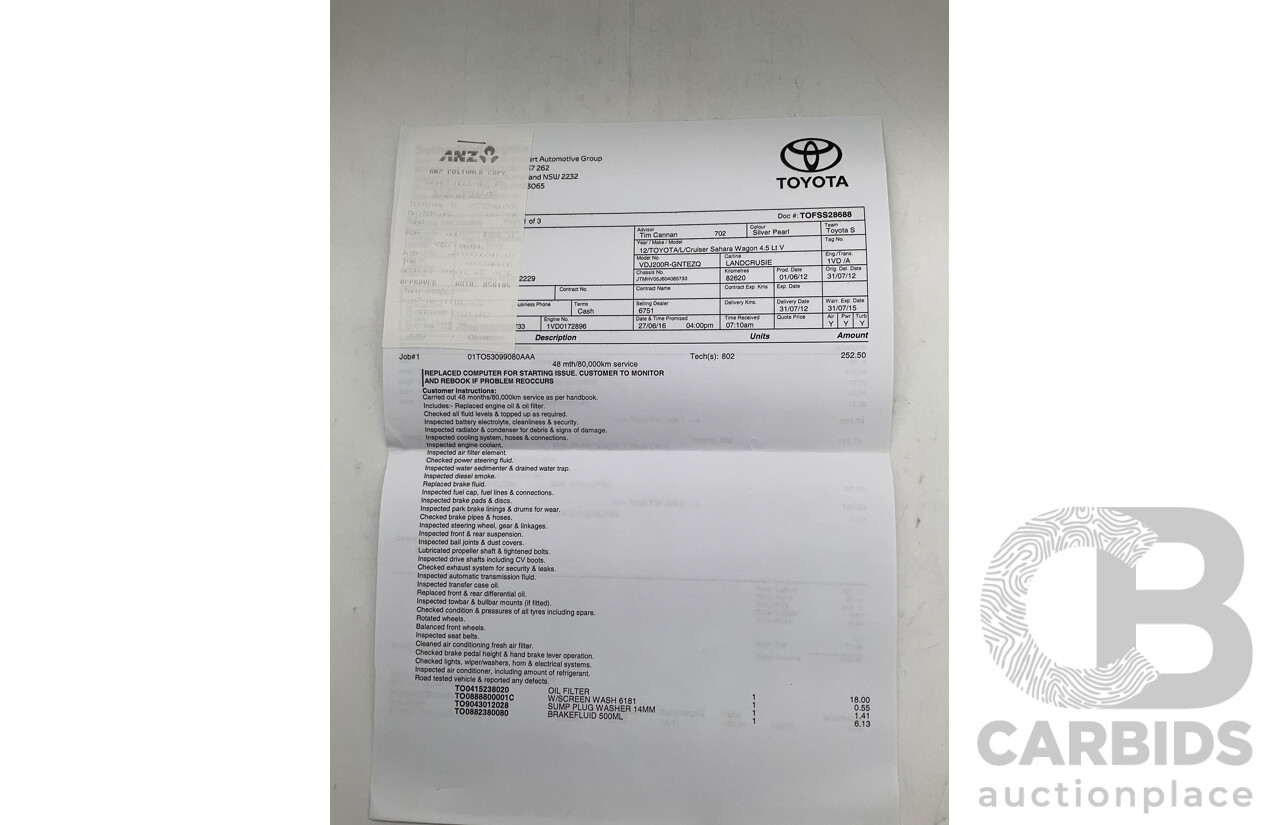 ANZ
ANZ CUSTOMER COPY
APPROVED AUTH: 050105
art Automotive Group
67 262
and NSW 2232
3065
TOYOTA
1 of 3
Doc #: TOFSS28688
Advisor
Tim Cannan 702
Colour
Silver Pearl
Team
Toyota S
Year / Make / Model
12/TOYOTA/L/Cruiser Sahara Wagon 4.5 Lt V
Tag No.
Model No.
VDJ200R-GNTEZQ
Carline
LANDCRUSIE
Eng./Trans.
1VD /A
2229
Chassis No.
JTMHV05J604085733
Kilometres
82620
Prod. Date
01/06/12
Orig. Del. Date
31/07/12
Contract No.
Contract Name
Contract Exp. Kms
Exp. Date
usiness Phone
Terms
Cash
Selling Dealer
6751
Delivery Kms.
Delivery Date
31/07/12
Warr. Exp. Date
31/07/15
733
Engine No.
1VD0172896
Date & Time Promised
27/06/16 04:00pm
Time Received
07:10am
Quote Price
Air Pwr Turb
Y Y Y
Description Units Amount
Job#1 01TO53099080AAA Tech(s): 802 252.50
48 mth/80,000km service
REPLACED COMPUTER FOR STARTING ISSUE. CUSTOMER TO MONITOR
AND REBOOK IF PROBLEM REOCCURS
Customer Instructions:
Carried out 48 months/80,000km service as per handbook.
Includes:- Replaced engine oil & oil filter.
Checked all fluid levels & topped up as required.
Inspected battery electrolyte, cleanliness & security.
Inspected radiator & condenser for debris & signs of damage.
Inspected cooling system, hoses & connections.
Inspected engine coolant.
Inspected air filter element.
Checked power steering fluid.
Inspected water sedimenter & drained water trap.
Inspected diesel smoke.
Replaced brake fluid.
Inspected fuel cap, fuel lines & connections.
Inspected brake pads & discs.
Inspected park brake linings & drums for wear.
Checked brake pipes & hoses.
Inspected steering wheel, gear & linkages.
Inspected front & rear suspension.
Inspected ball joints & dust covers.
Lubricated propeller shaft & tightened bolts.
Inspected drive shafts including CV boots.
Checked exhaust system for security & leaks.
Inspected automatic transmission fluid.
Inspected transfer case oil.
Replaced front & rear differential oil.
Inspected towbar & bullbar mounts (if fitted).
Checked condition & pressures of all tyres including spare.
Rotated wheels.
Balanced front wheels.
Inspected seat belts.
Cleaned air conditioning fresh air filter.
Checked brake pedal height & hand brake lever operation.
Checked lights, wiper/washers, horn & electrical systems.
Inspected air conditioner, including amount of refrigerant.
Road tested vehicle & reported any defects.
TO0415238020 OIL FILTER 1 18.00
TO0888800001C W/SCREEN WASH 6181 1 0.55
TO9043012028 SUMP PLUG WASHER 14MM 1 1.41
TO0882380080 BRAKEFLUID 500ML 1 6.13
CB
CARBIDS
auctionplace